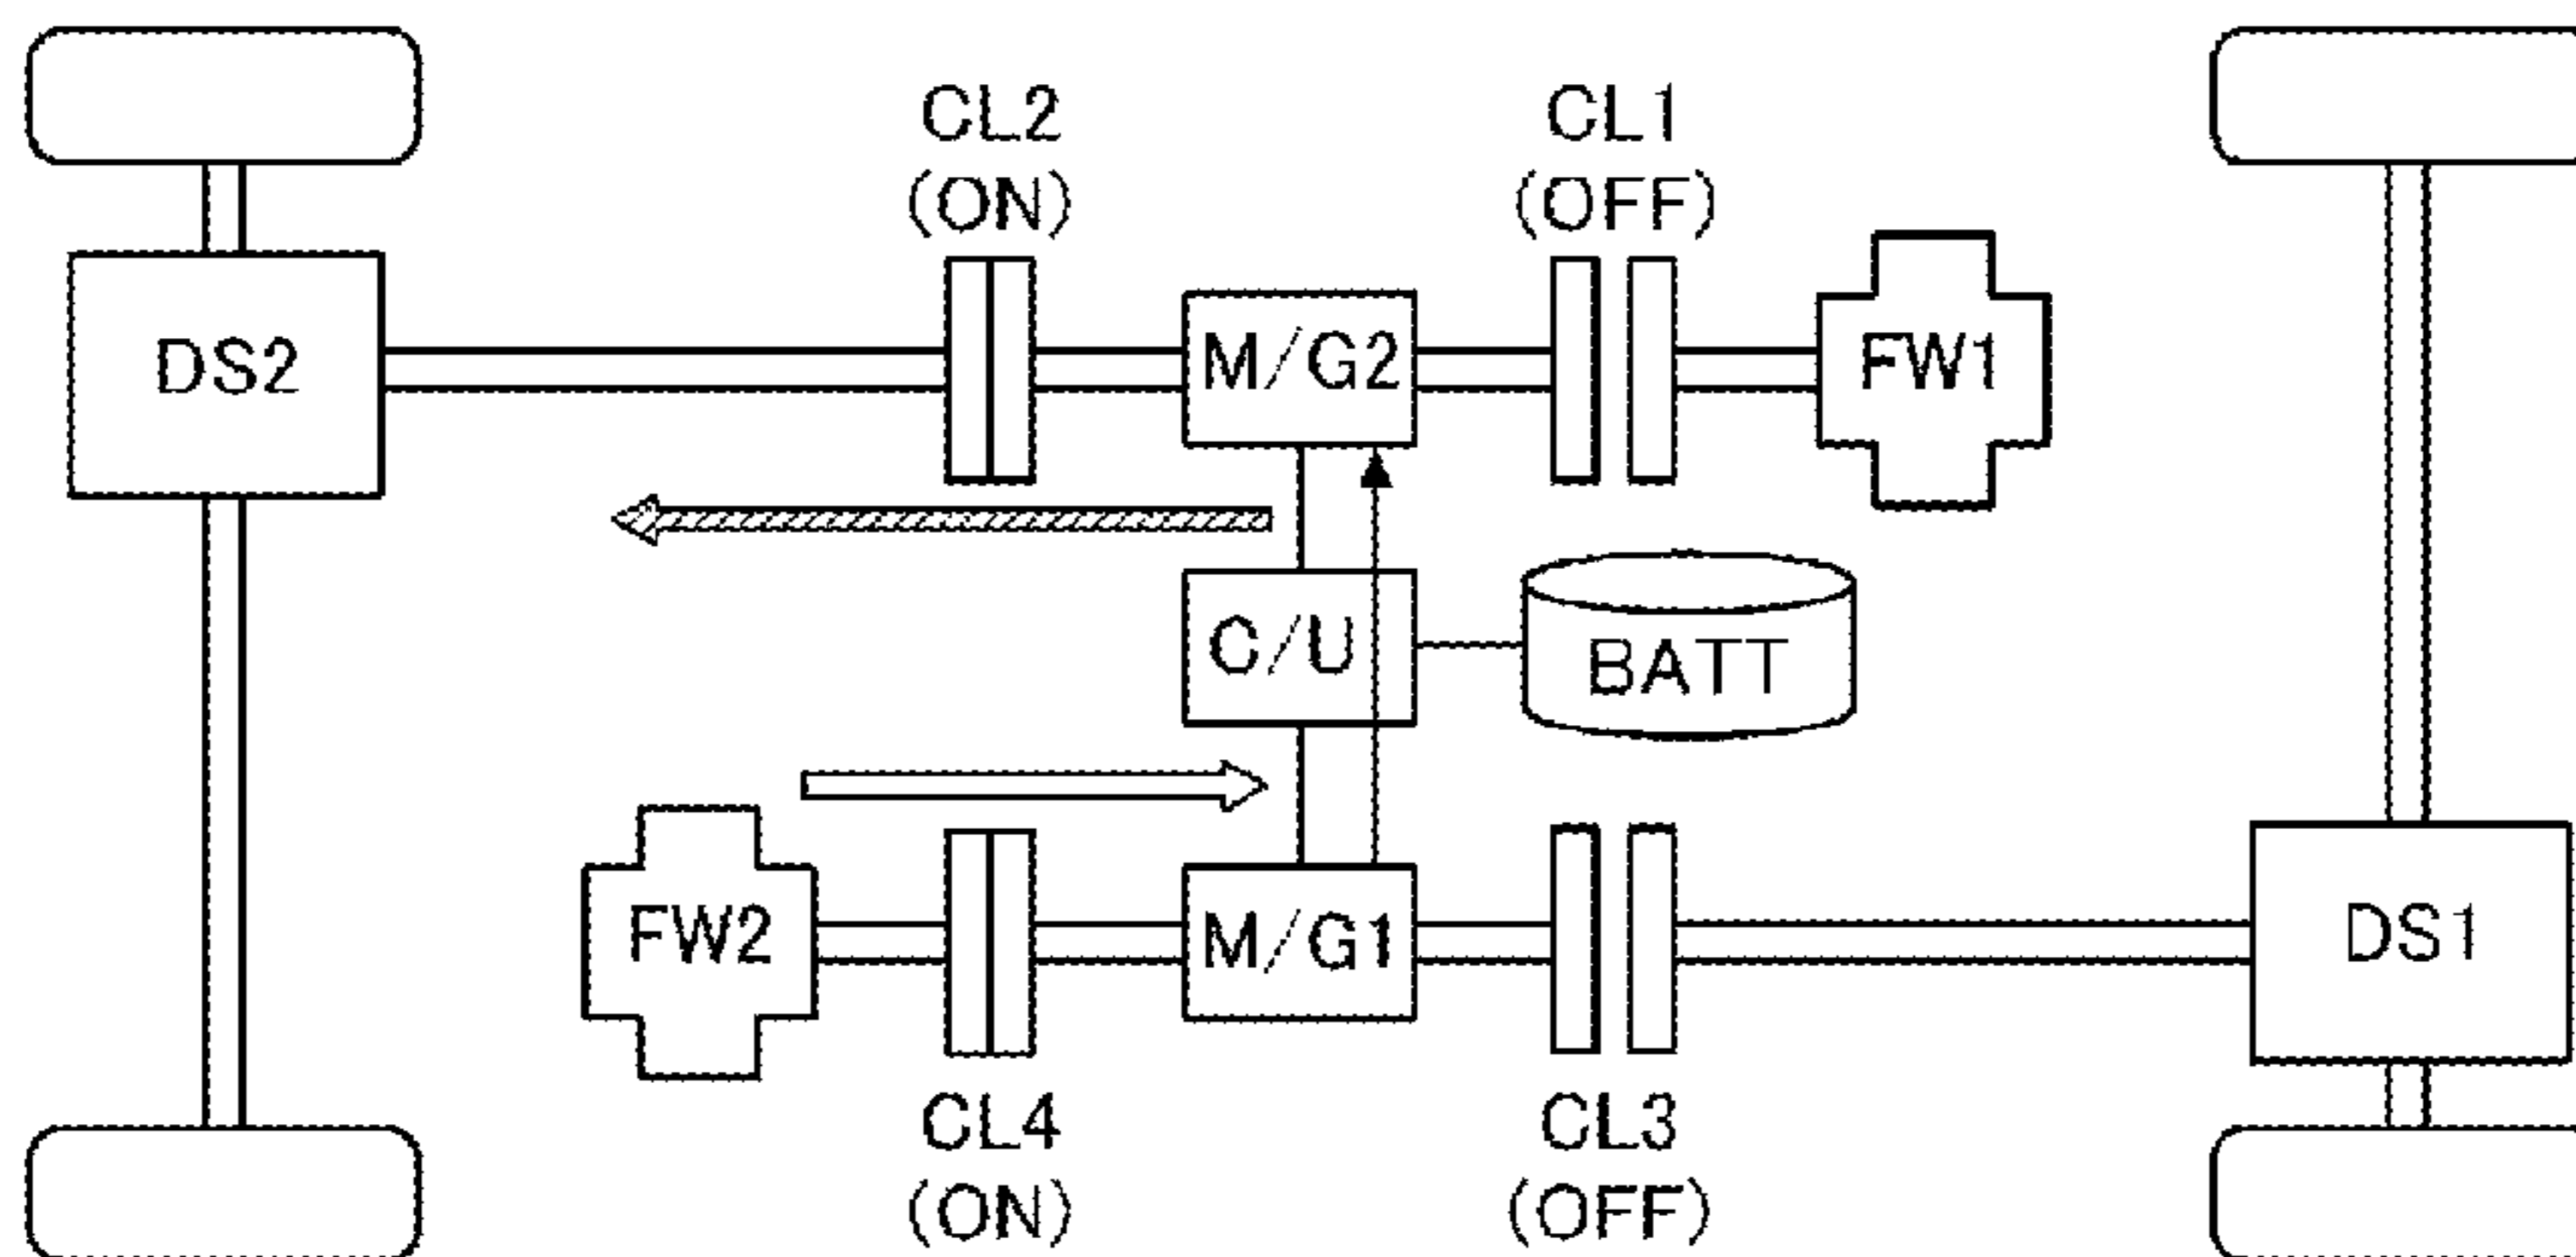 CL2
(ON)
CL1
(OFF)
DS2
M/G2
FW1
C/U
BATT
FW2
M/G1
DS1
CL4
(ON)
CL3
(OFF)